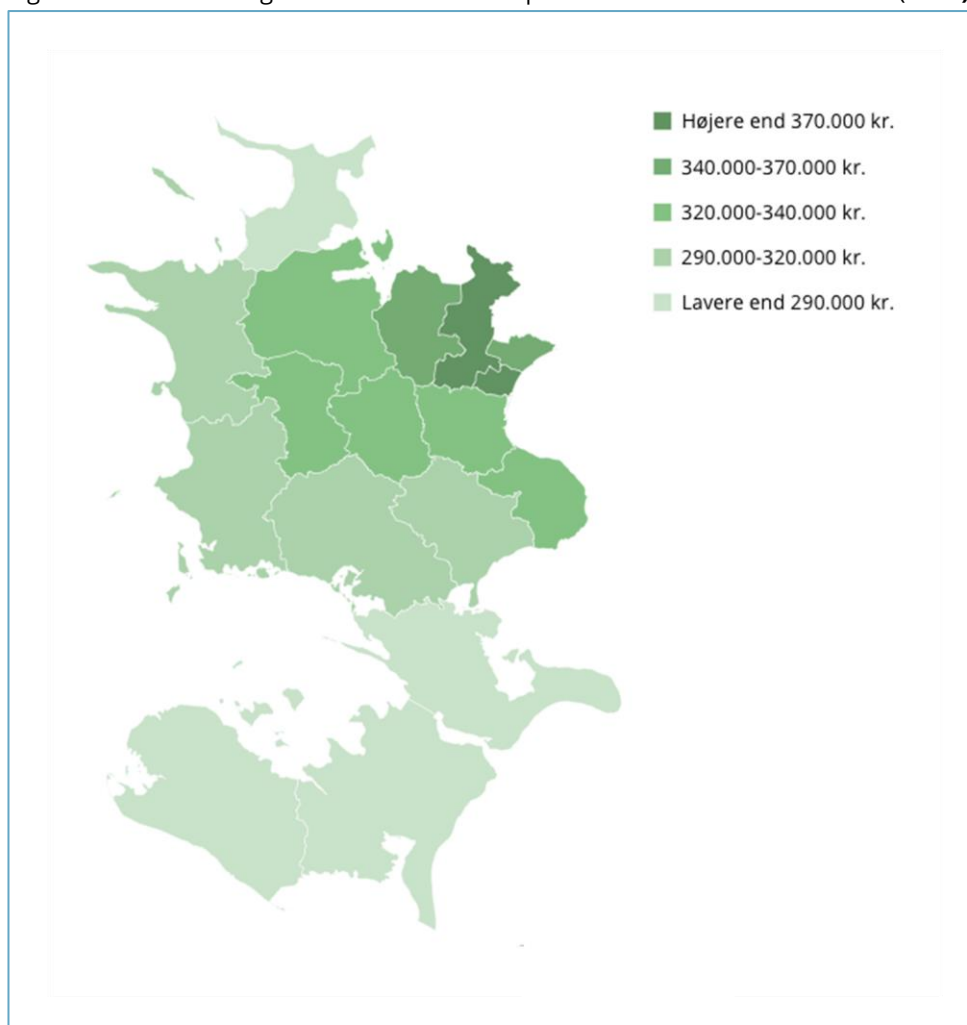 Højere end 370.000 kr.
340.000-370.000 kr.
320.000-340.000 kr.
290.000-320.000 kr.
Lavere end 290.000 kr.